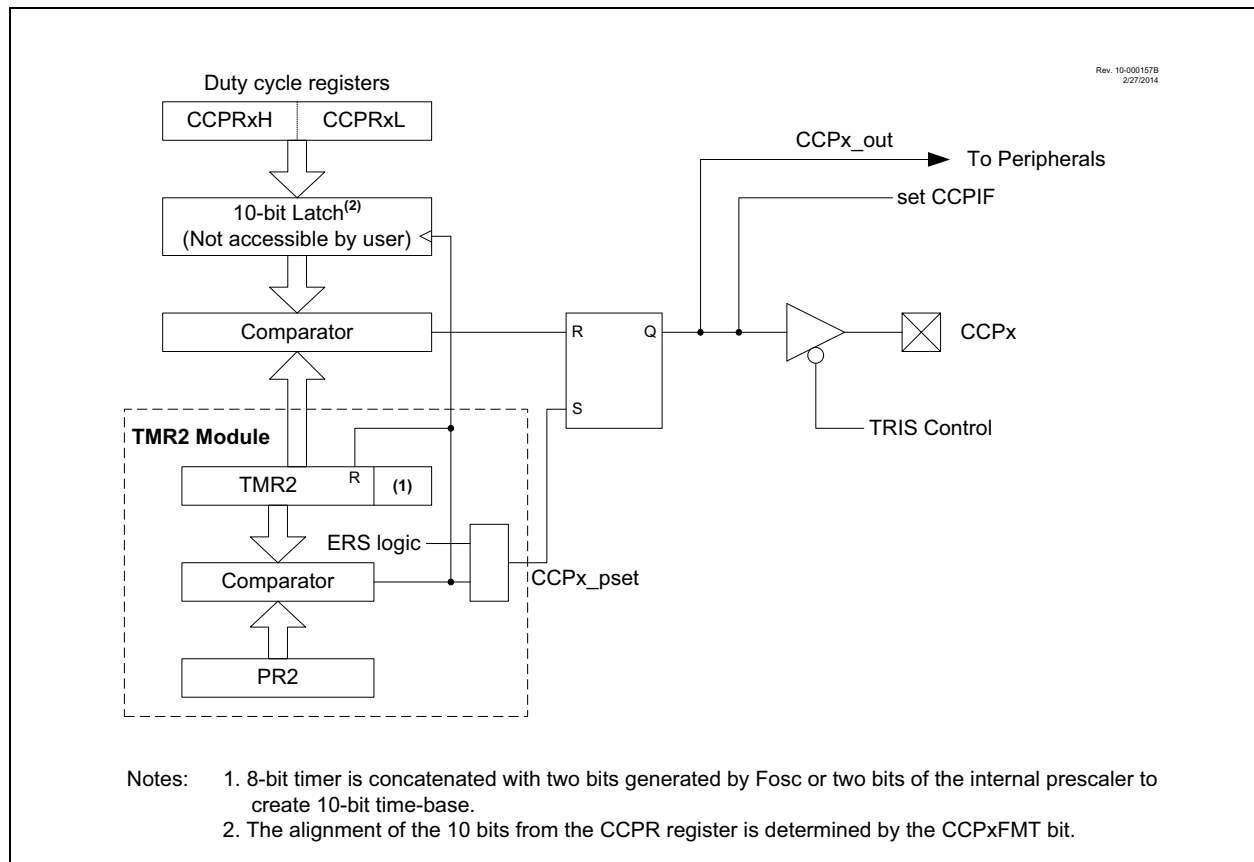 Rev. 10-000157B
2/27/2014
Duty cycle registers
CCPRxH CCPRxL
CCPx_out
To Peripherals
10-bit Latch(2)
(Not accessible by user)
set CCPIF
Comparator
R Q
CCPx
S
TRIS Control
TMR2 Module
TMR2 R (1)
ERS logic
Comparator
CCPx_pset
PR2
Notes: 1. 8-bit timer is concatenated with two bits generated by Fosc or two bits of the internal prescaler to
create 10-bit time-base.
2. The alignment of the 10 bits from the CCPR register is determined by the CCPxFMT bit.